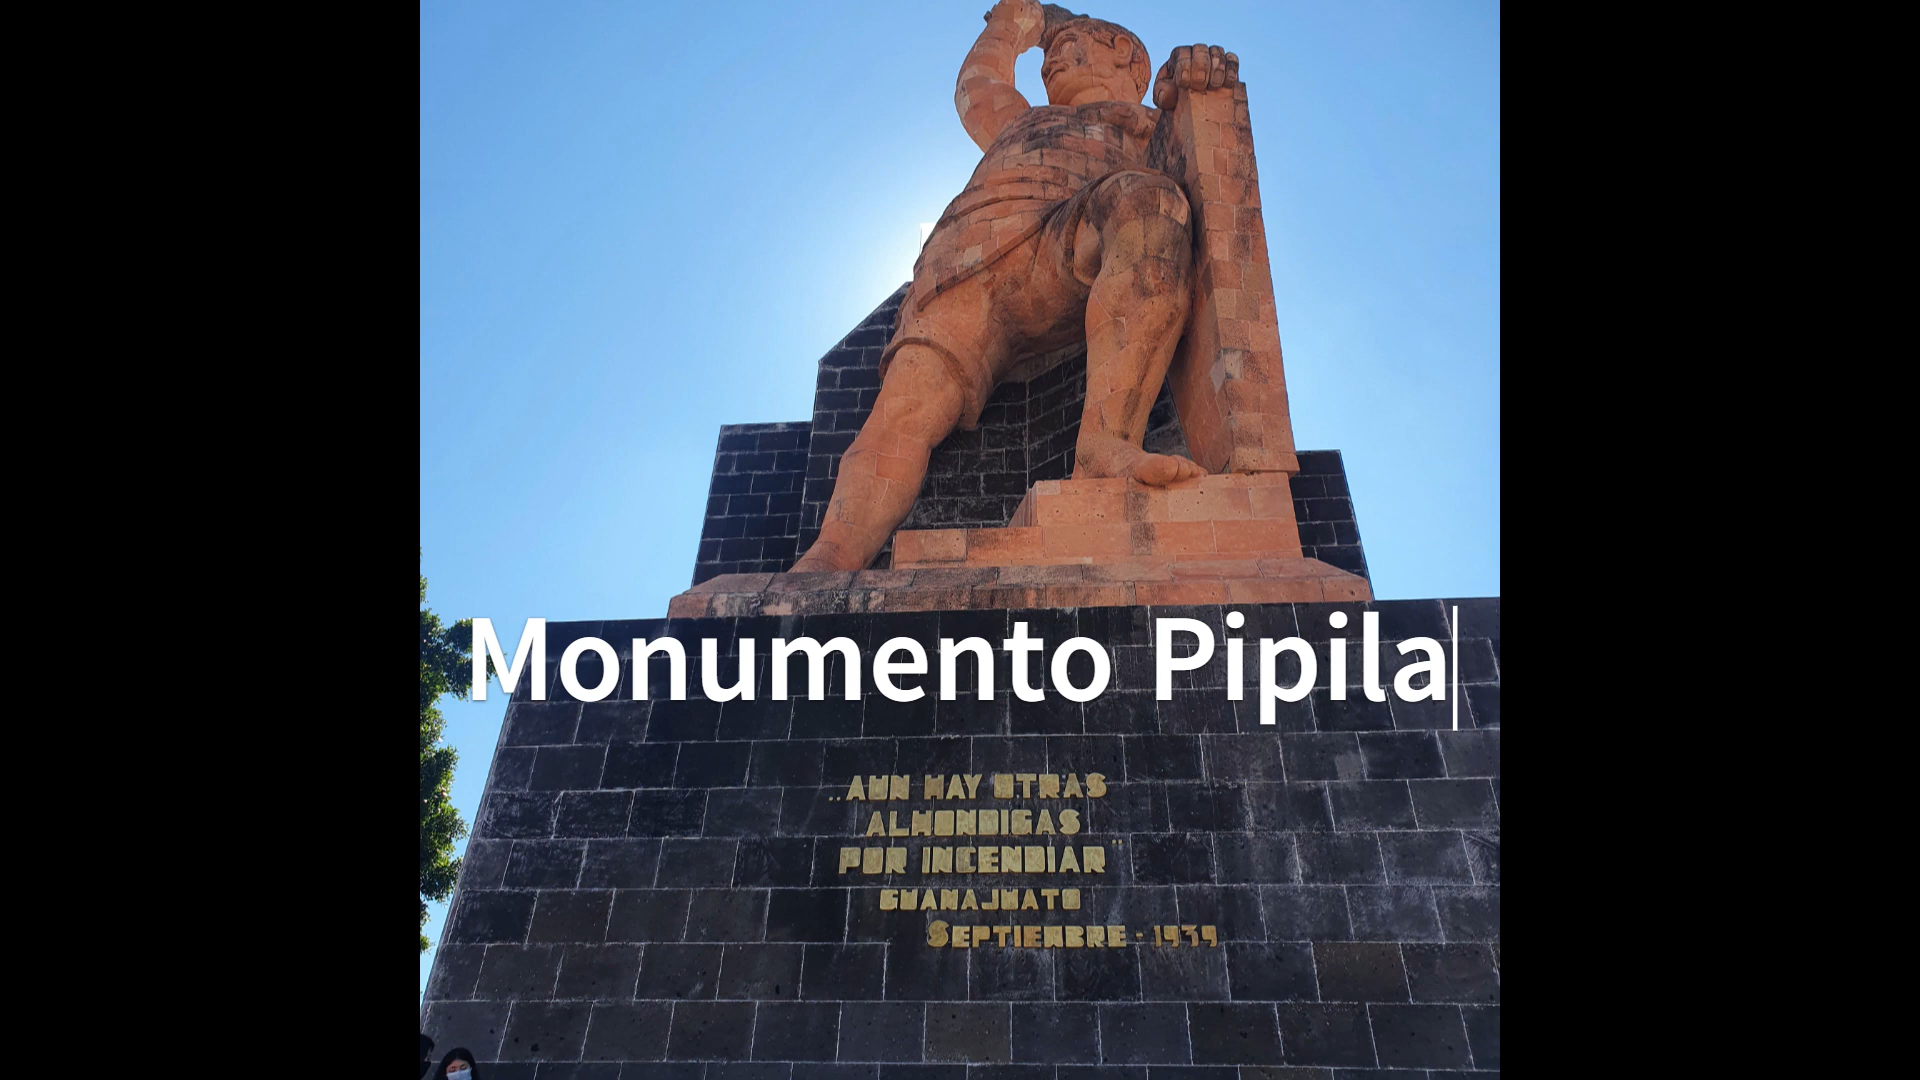 Monumento Pipila
..AUN HAY OTRAS
ALHONDIGAS
POR INCENDIAR"
GUANAJUATO
SEPTIEMBRE - 1939